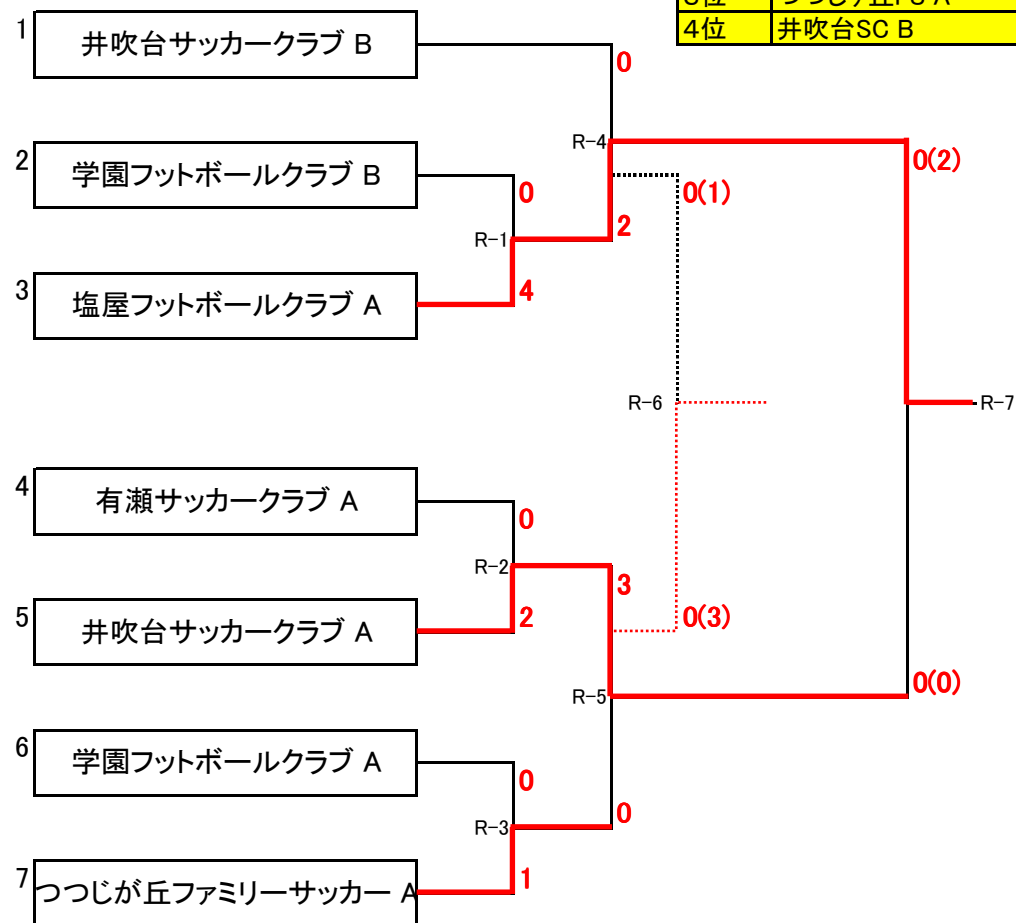 4位 井吹台SC B
1 井吹台サッカークラブ B
0
R-4
0(2)
2 学園フットボールクラブ B
0
0(1)
R-1
2
3 塩屋フットボールクラブ A
4
R-6
R-7
4 有瀬サッカークラブ A
0
R-2
3
5 井吹台サッカークラブ A
2
0(3)
R-5
0(0)
6 学園フットボールクラブ A
0
R-3
0
7 つつじが丘ファミリーサッカー A
1